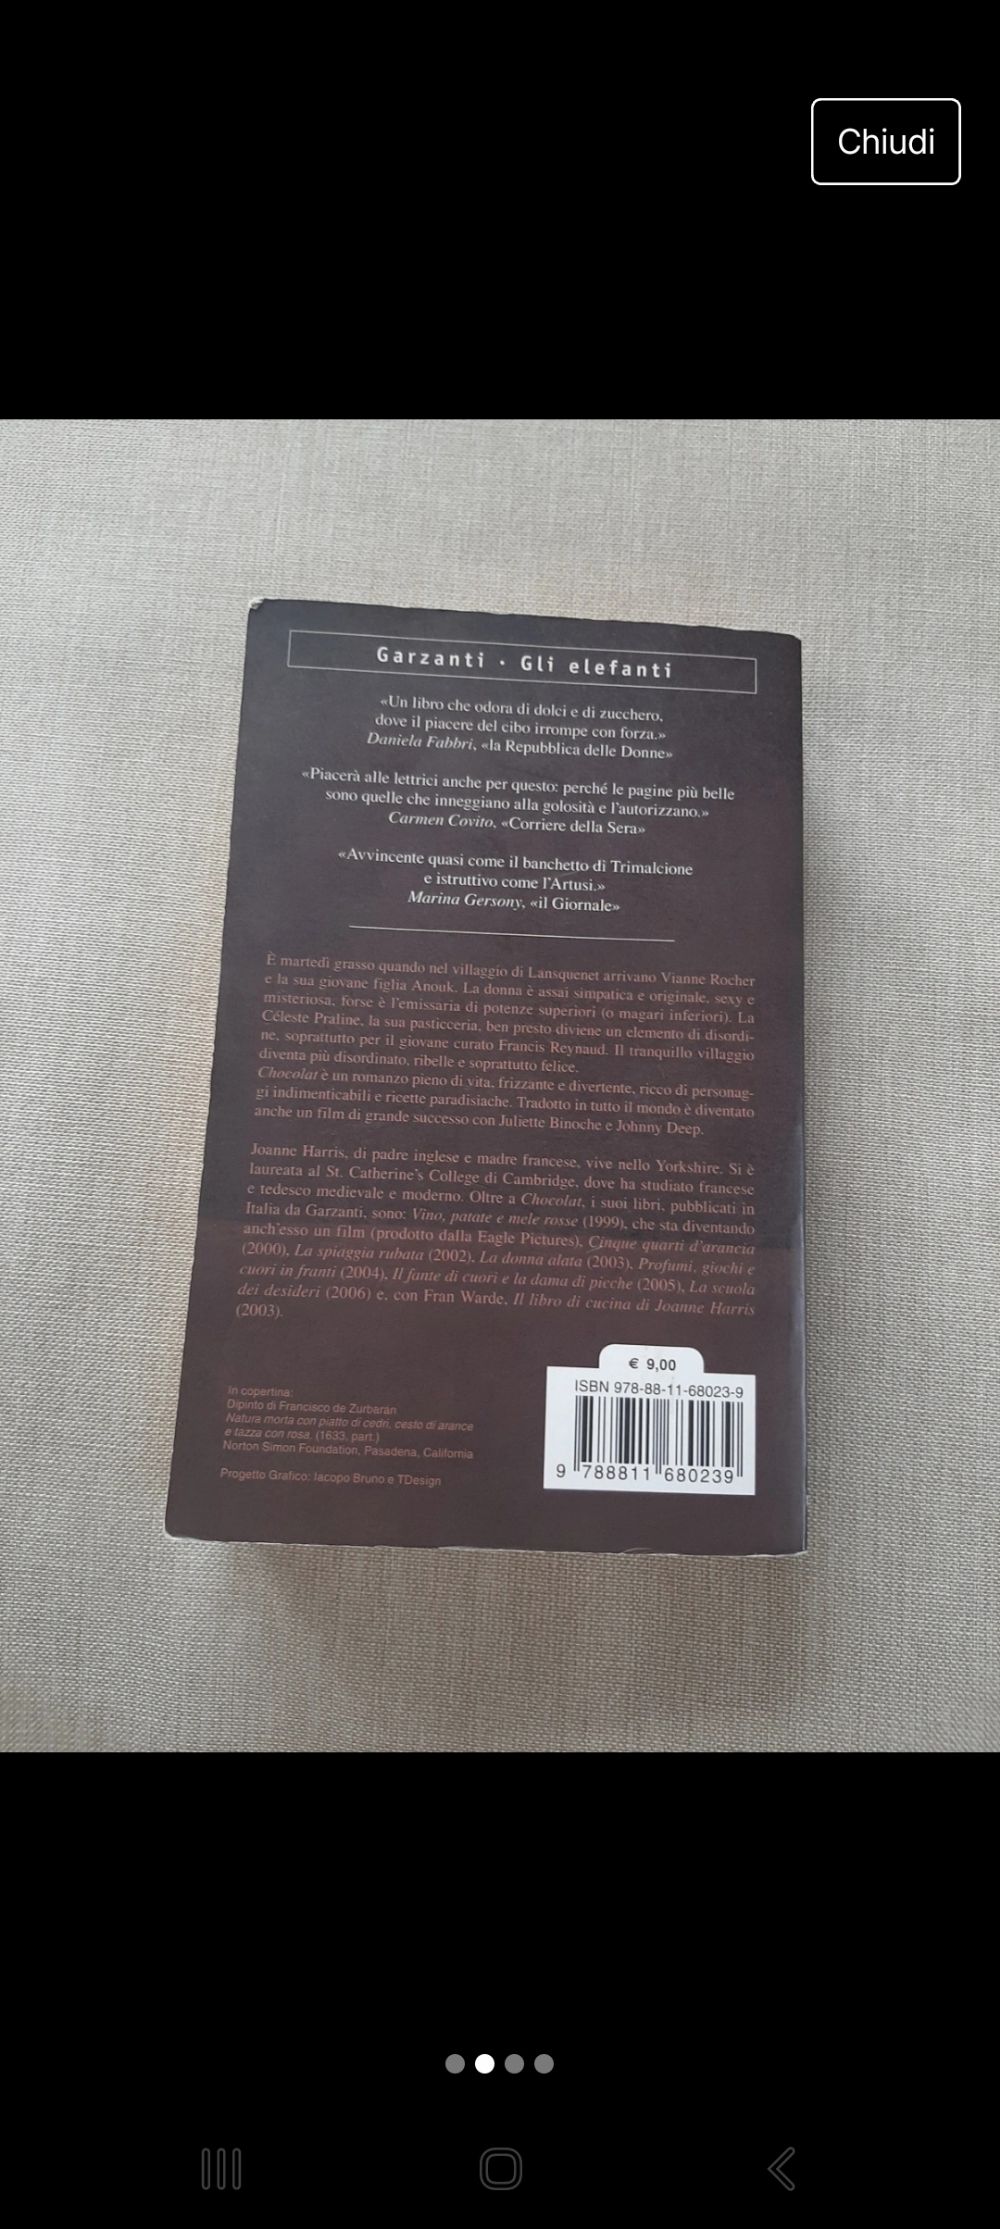 Chiudi
Garzanti · Gli elefanti
«Un libro che odora di dolci e di zucchero,
dove il piacere del cibo irrompe con forza.»
Daniela Fabbri, «la Repubblica delle Donne»
«Piacerà alle lettrici anche per questo: perché le pagine più belle
sono quelle che inneggiano alla golosità e l'autorizzano.»
Carmen Covito, «Corriere della Sera»
«Avvincente quasi come il banchetto di Trimalcione
e istruttivo come l'Artusi.»
Marina Gersony, «il Giornale»
È martedì grasso quando nel villaggio di Lansquenet arrivano Vianne Rocher
e la sua giovane figlia Anouk. La donna è assai simpatica e originale, sexy e
misteriosa; forse è l'emissaria di potenze superiori (o magari inferiori). La
Céleste Praline, la sua pasticceria, ben presto diviene un elemento di disordi-
ne, soprattutto per il giovane curato Francis Reynaud. Il tranquillo villaggio
diventa più disordinato, ribelle e soprattutto felice.
Chocolat è un romanzo pieno di vita, frizzante e divertente, ricco di personag-
gi indimenticabili e ricette paradisiache. Tradotto in tutto il mondo è diventato
anche un film di grande successo con Juliette Binoche e Johnny Deep.
Joanne Harris, di padre inglese e madre francese, vive nello Yorkshire. Si è
laureata al St. Catherine's College di Cambridge, dove ha studiato francese
e tedesco medievale e moderno. Oltre a Chocolat, i suoi libri, pubblicati in
Italia da Garzanti, sono: Vino, patate e mele rosse (1999), che sta diventando
anch'esso un film (prodotto dalla Eagle Pictures), Cinque quarti d'arancia
(2000), La spiaggia rubata (2002), La donna alata (2003), Profumi, giochi e
cuori in franti (2004), Il fante di cuori e la dama di picche (2005), La scuola
dei desideri (2006) e, con Fran Warde, Il libro di cucina di Joanne Harris
(2003).
€ 9,00
ISBN 978-88-11-68023-9
9 788811 680239
In copertina:
Dipinto di Francisco de Zurbarán
Natura morta con piatto di cedri, cesto di arance
e tazza con rosa, (1633, part.)
Norton Simon Foundation, Pasadena, California
Progetto Grafico: Iacopo Bruno e TDesign